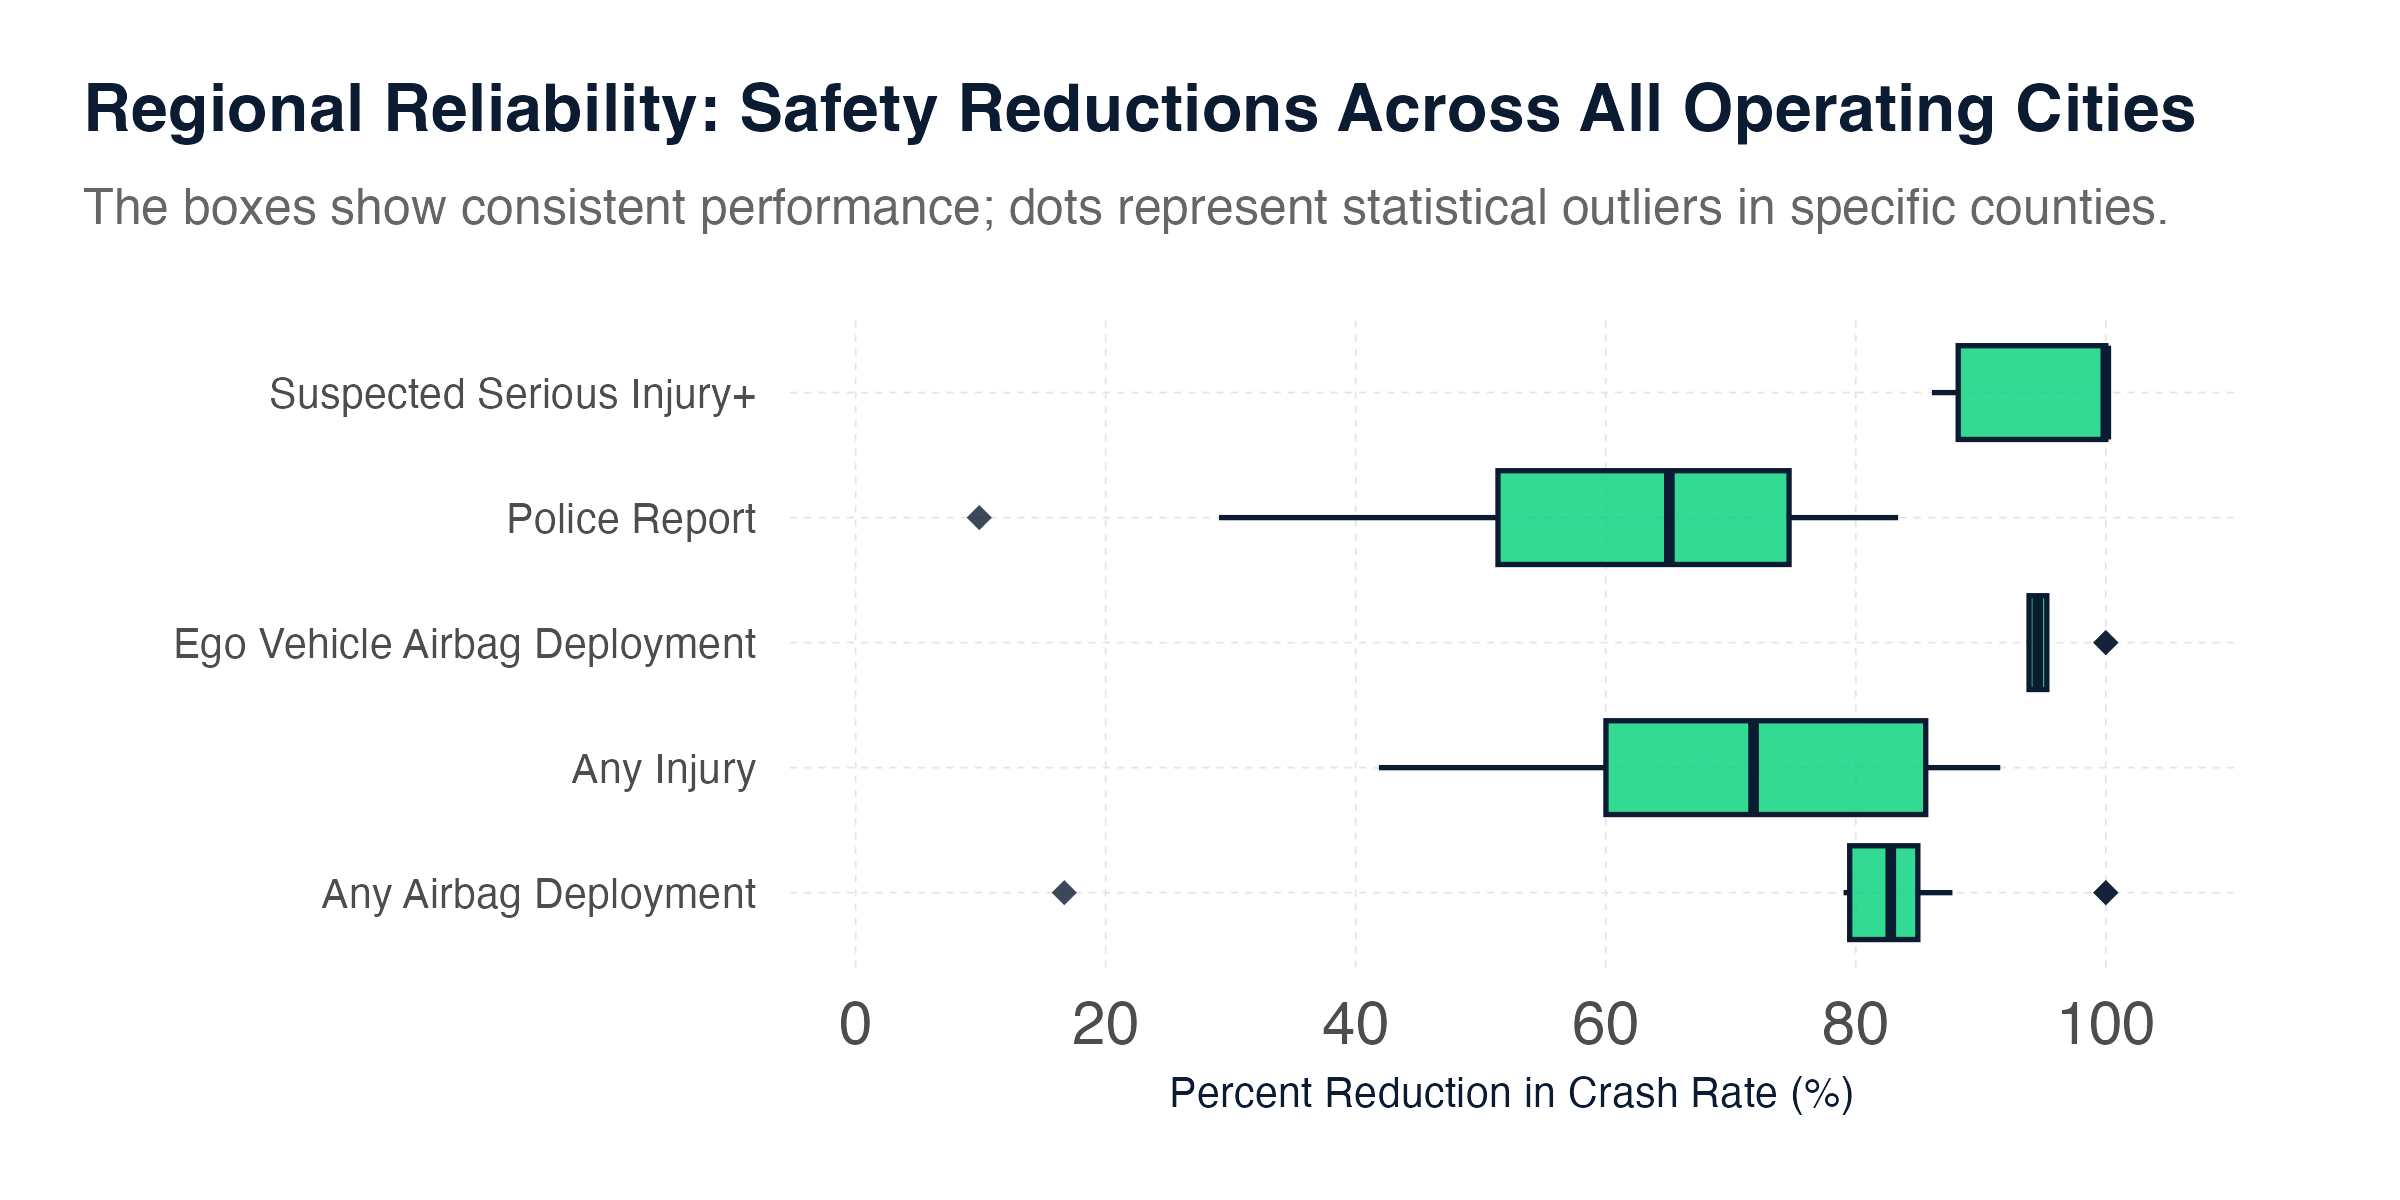 Regional Reliability: Safety Reductions Across All Operating Cities
The boxes show consistent performance; dots represent statistical outliers in specific counties.
Suspected Serious Injury+
Police Report
Ego Vehicle Airbag Deployment
Any Injury
Any Airbag Deployment
0 20 40 60 80 100
Percent Reduction in Crash Rate (%)